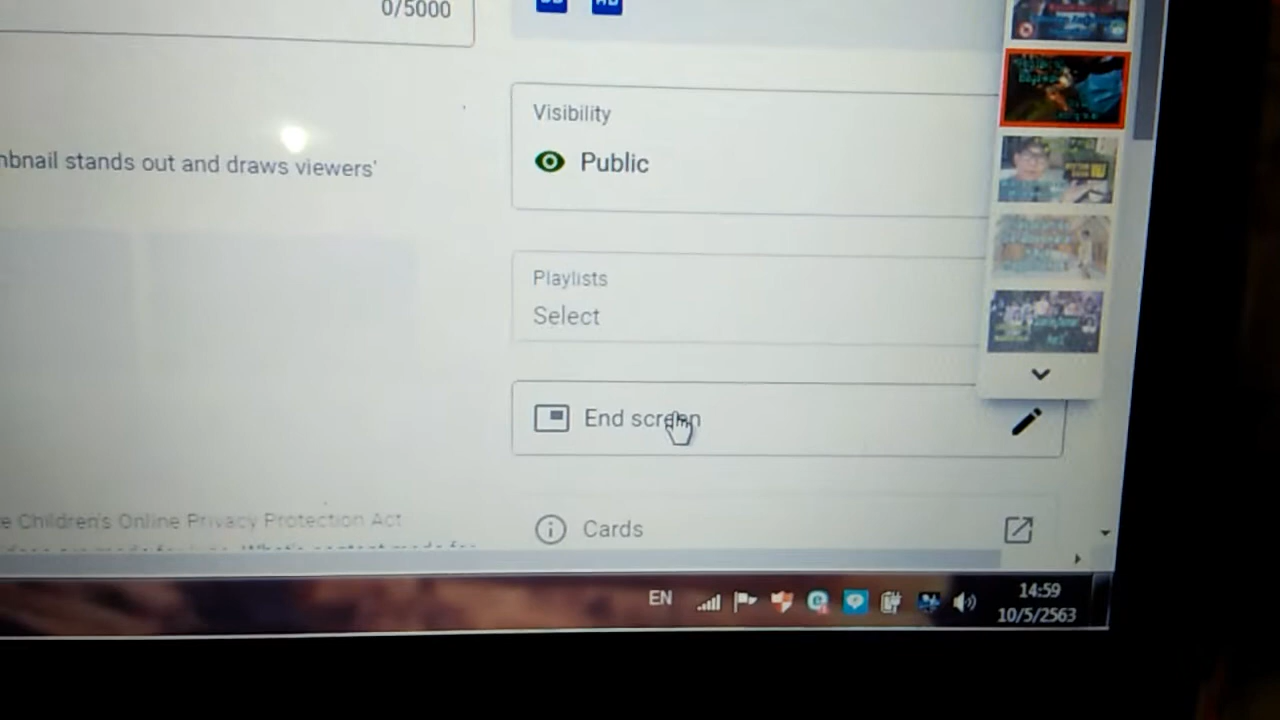 0/5000
Visibility
Public
stands out and draws viewers'
Playlists
Select
End screen
Children's Online Privacy Protection Act
Cards
EN
14:59
10/5/2563